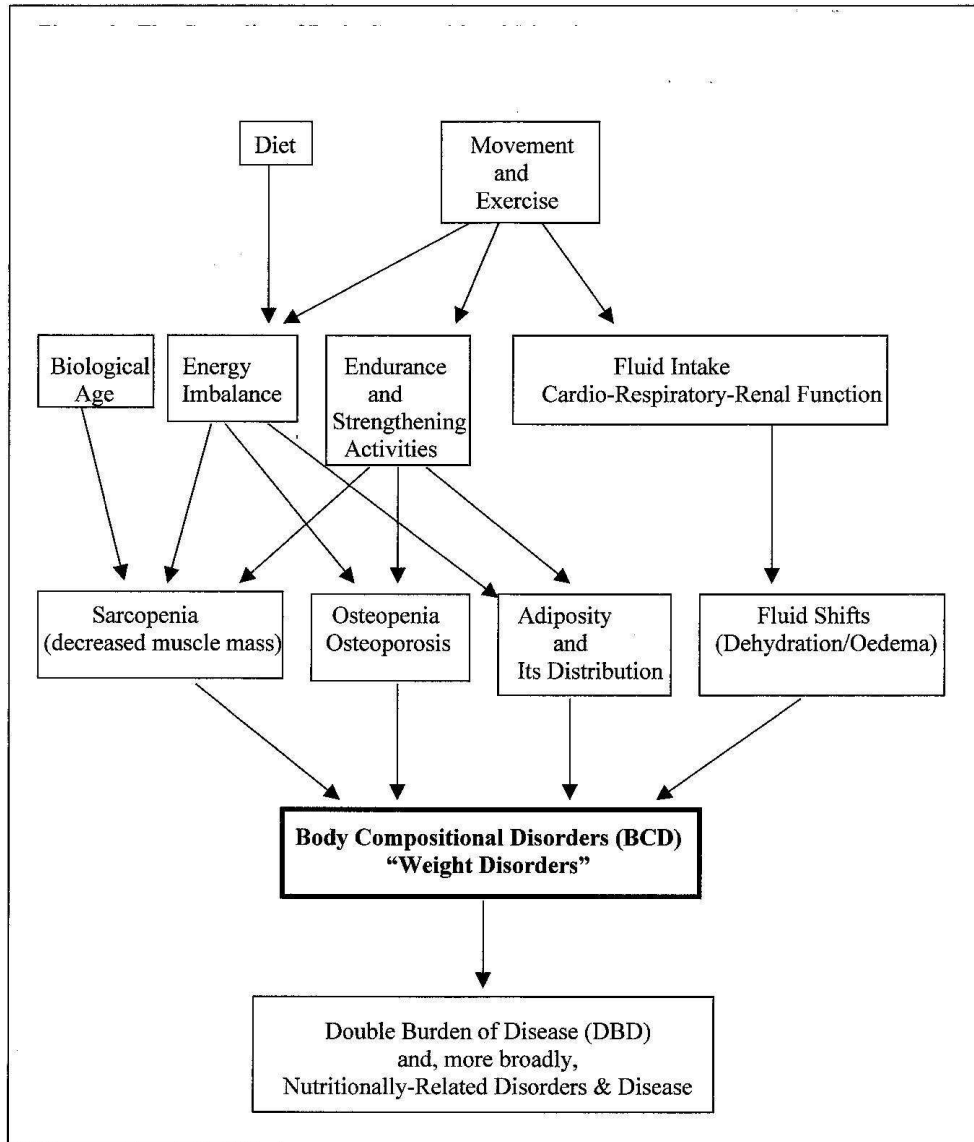 Diet
Movement
and
Exercise
Biological
Age
Energy
Imbalance
Endurance
and
Strengthening
Activities
Fluid Intake
Cardio-Respiratory-Renal Function
Sarcopenia
(decreased muscle mass)
Osteopenia
Osteoporosis
Adiposity
and
Its Distribution
Fluid Shifts
(Dehydration/Oedema)
Body Compositional Disorders (BCD)
“Weight Disorders”
Double Burden of Disease (DBD)
and, more broadly,
Nutritionally-Related Disorders & Disease